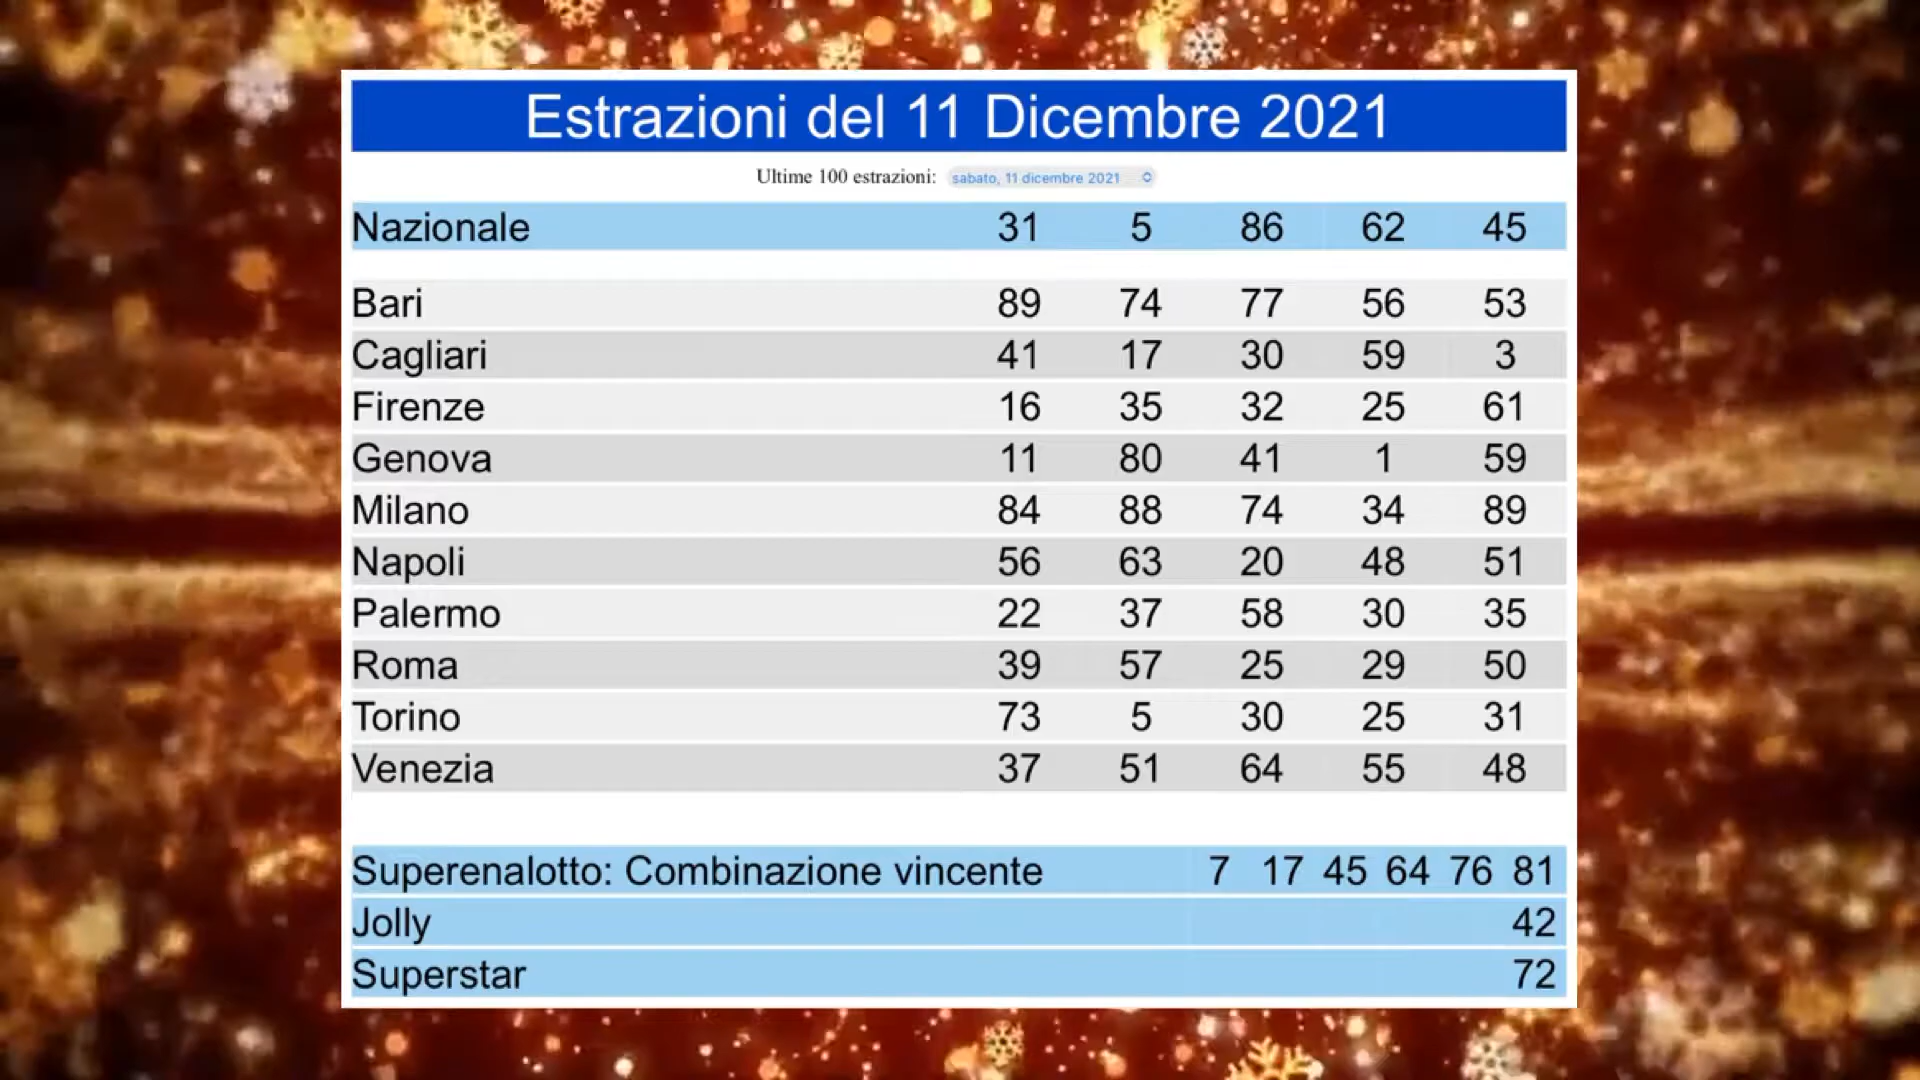 Estrazioni del 11 Dicembre 2021
Ultime 100 estrazioni: sabato, 11 dicembre 2021
Nazionale 31 5 86 62 45
Bari 89 74 77 56 53
Cagliari 41 17 30 59 3
Firenze 16 35 32 25 61
Genova 11 80 41 1 59
Milano 84 88 74 34 89
Napoli 56 63 20 48 51
Palermo 22 37 58 30 35
Roma 39 57 25 29 50
Torino 73 5 30 25 31
Venezia 37 51 64 55 48
Superenalotto: Combinazione vincente 7 17 45 64 76 81
Jolly 42
Superstar 72